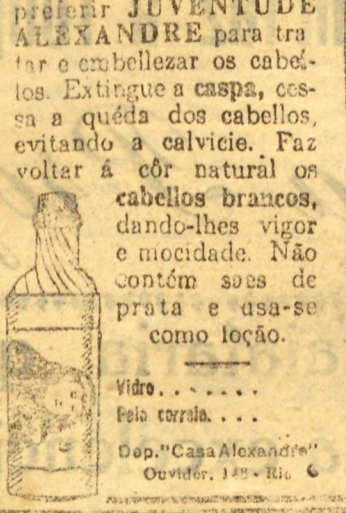 preferir JUVENTUDE
ALEXANDRE para tra
tar e embellezar os cabel-
los. Extingue a caspa, ces-
sa a quéda dos cabellos,
evitando a calvicie. Faz
voltar á côr natural os
cabellos brancos,
dando-lhes vigor
e mocidade. Não
contém saes de
prata e usa-se
como loção.
Vidro. . . . . . .
Pelo correio. . . .
Dep. "Casa Alexandre"
Ouvidor, 148 - Rio